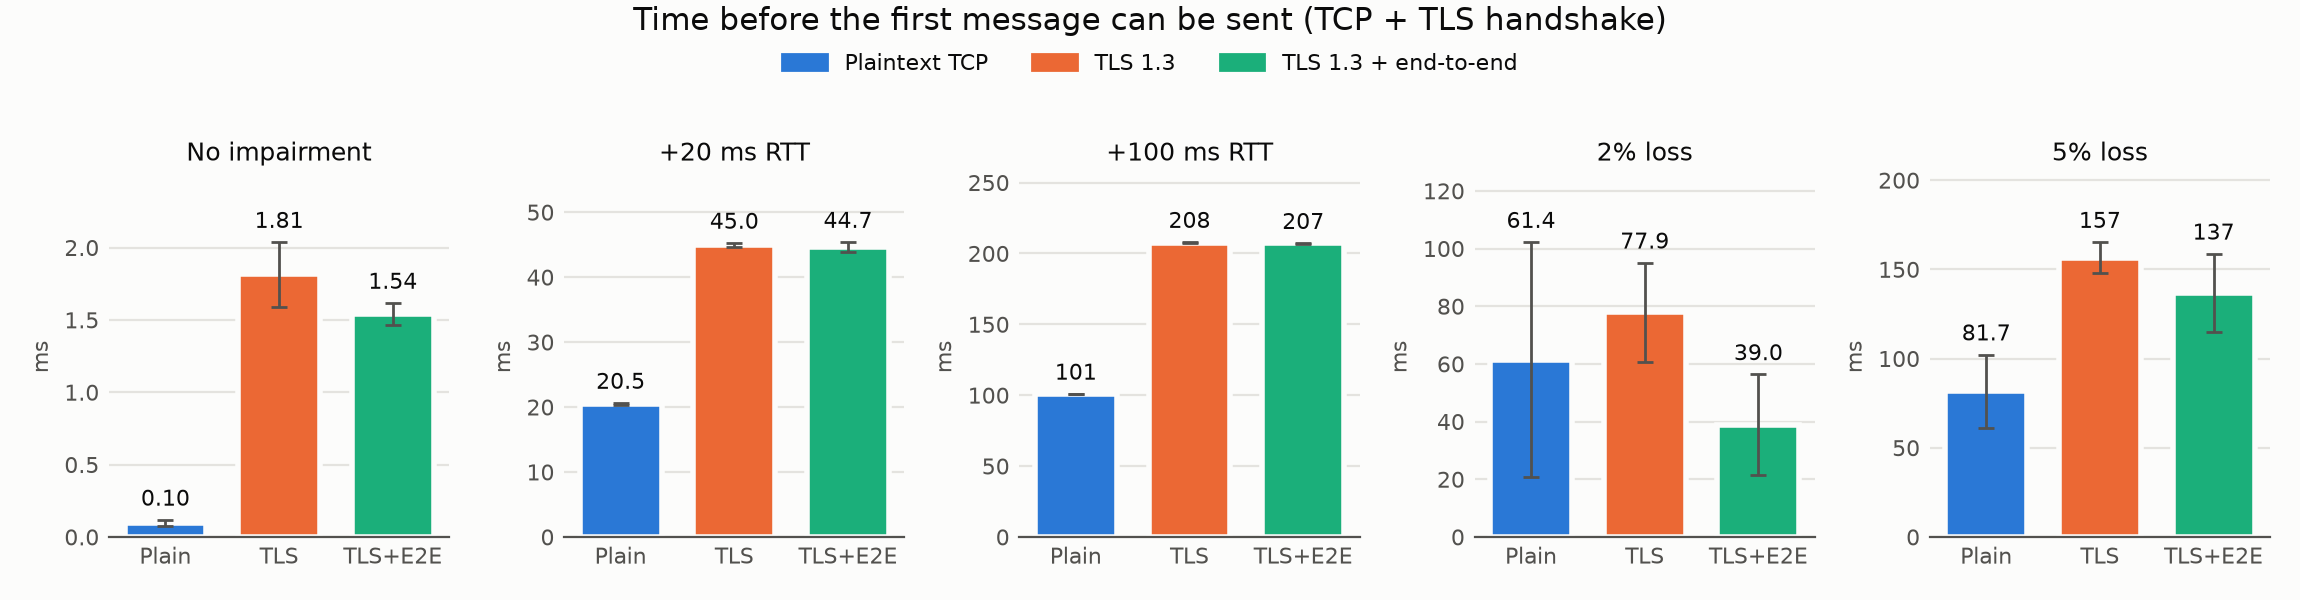 Time before the first message can be sent (TCP + TLS handshake)
Plaintext TCP TLS 1.3 TLS 1.3 + end-to-end
No impairment
ms
2.0
1.5
1.0
0.5
0.0
0.10
1.81
1.54
Plain TLS TLS+E2E
+20 ms RTT
ms
50
40
30
20
10
0
20.5
45.0
44.7
Plain TLS TLS+E2E
+100 ms RTT
ms
250
200
150
100
50
0
101
208
207
Plain TLS TLS+E2E
2% loss
ms
120
100
80
60
40
20
0
61.4
77.9
39.0
Plain TLS TLS+E2E
5% loss
ms
200
150
100
50
0
81.7
157
137
Plain TLS TLS+E2E